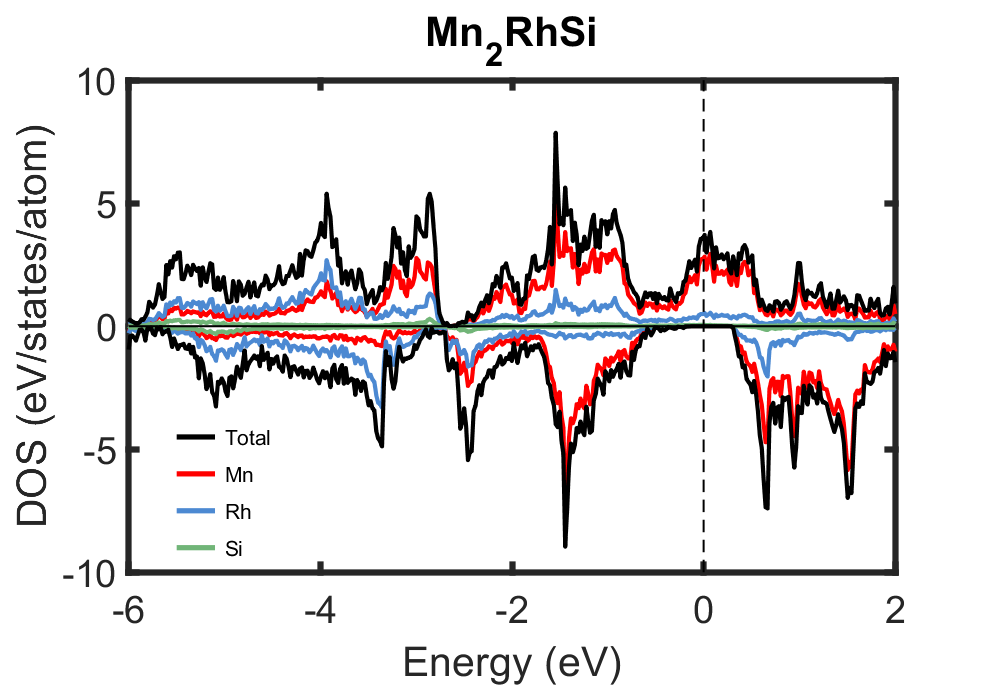 Mn2RhSi
DOS (eV/states/atom)
10
5
0
-5
-10
Total
Mn
Rh
Si
-6 -4 -2 0 2
Energy (eV)